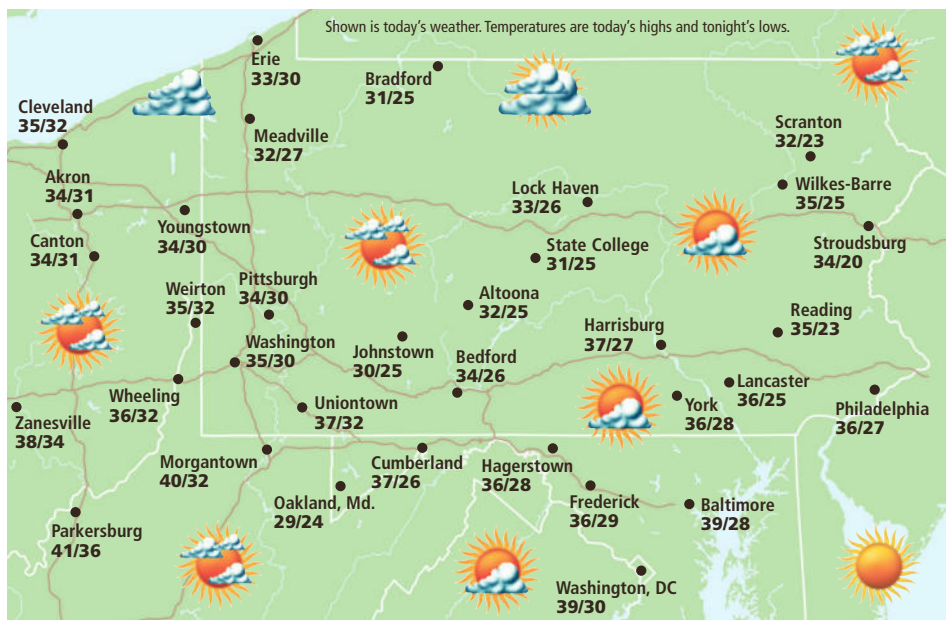 Shown is today's weather. Temperatures are today's highs and tonight's lows.
Erie
33/30
Bradford
31/25
Cleveland
35/32
Meadville
32/27
Scranton
32/23
Akron
34/31
Lock Haven
33/26
Wilkes-Barre
35/25
Youngstown
34/30
Canton
34/31
State College
31/25
Stroudsburg
34/20
Weirton
35/32
Pittsburgh
34/30
Altoona
32/25
Reading
35/23
Washington
35/30
Johnstown
30/25
Bedford
34/26
Harrisburg
37/27
Wheeling
36/32
Zanesville
38/34
Uniontown
37/32
York
36/28
Lancaster
36/25
Philadelphia
36/27
Morgantown
40/32
Cumberland
37/26
Hagerstown
36/28
Oakland, Md.
29/24
Frederick
36/29
Baltimore
39/28
Parkersburg
41/36
Washington, DC
39/30